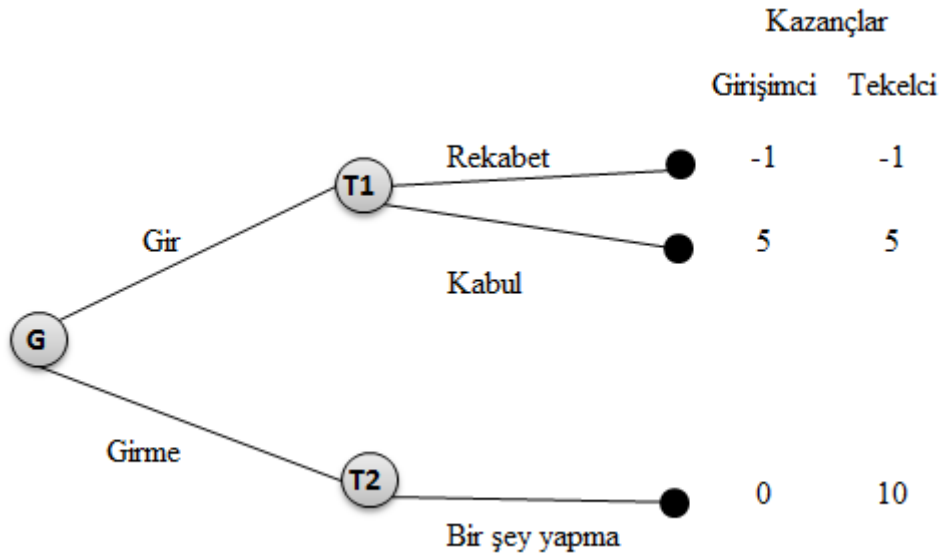 Kazançlar
Girişimci Tekelci
Rekabet -1 -1
T1
Gir 5 5
Kabul
G
Girme
T2 0 10
Bir şey yapma